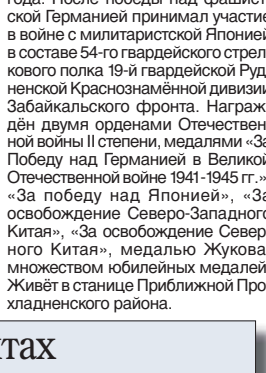 года. После победы над фашист
ской Германией принимал участие
в войне с милитаристской Японией
в составе 54-го гвардейского стрел
кового полка 19-й гвардейской Руд
ненской Краснознамённой дивизии
Забайкальского фронта. Награж
дён двумя орденами Отечествен
ной войны II степени, медалями «За
Победу над Германией в Великой
Отечественной войне 1941-1945 гг.»
«За победу над Японией», «За
освобождение Северо-Западного
Китая», «За освобождение Север
ного Китая», медалью Жукова
множеством юбилейных медалей
Живёт в станице Приближной Про
хладненского района.
тах